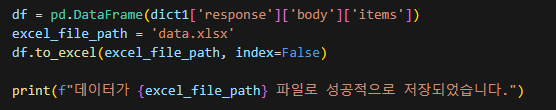 df = pd.DataFrame(dict1['response']['body']['items'])
excel_file_path = 'data.xlsx'
df.to_excel(excel_file_path, index=False)
print(f"데이터가 {excel_file_path} 파일로 성공적으로 저장되었습니다.")